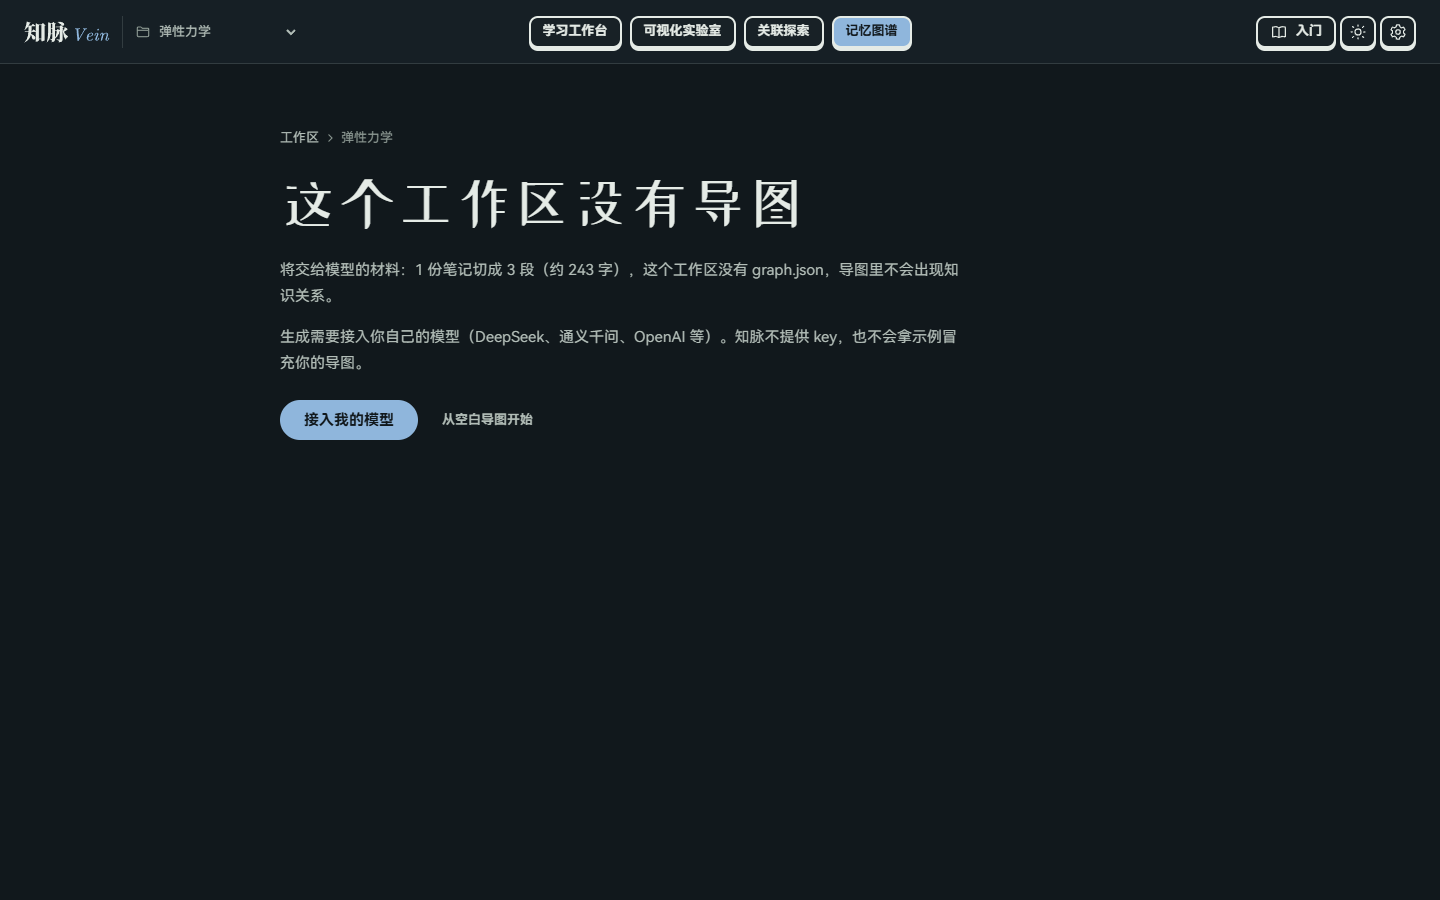 知脉 Vein
弹性力学
学习工作台
可视化实验室
关联探索
记忆图谱
入门
工作区 > 弹性力学
这个工作区没有导图
将交给模型的材料：1 份笔记切成 3 段（约 243 字），这个工作区没有 graph.json，导图里不会出现知
识关系。
生成需要接入你自己的模型（DeepSeek、通义千问、OpenAI 等）。知脉不提供 key，也不会拿示例冒
充你的导图。
接入我的模型
从空白导图开始